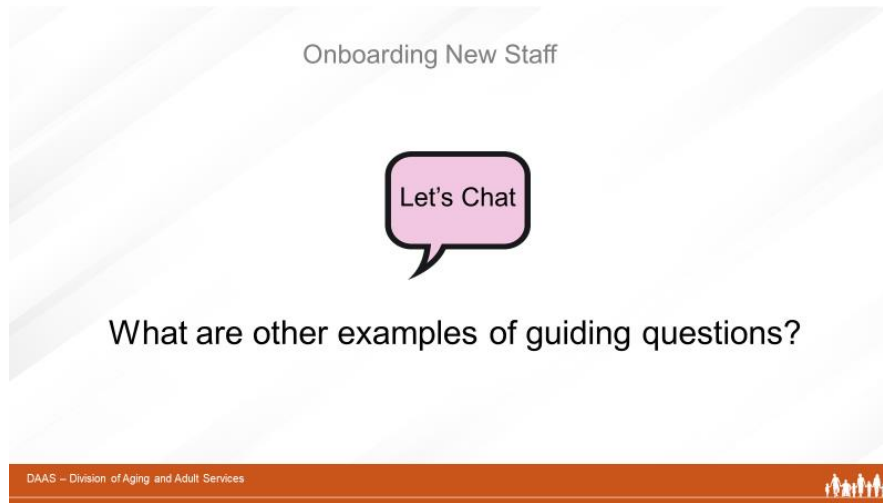 Onboarding New Staff
Let's Chat
What are other examples of guiding questions?
DAAS – Division of Aging and Adult Services